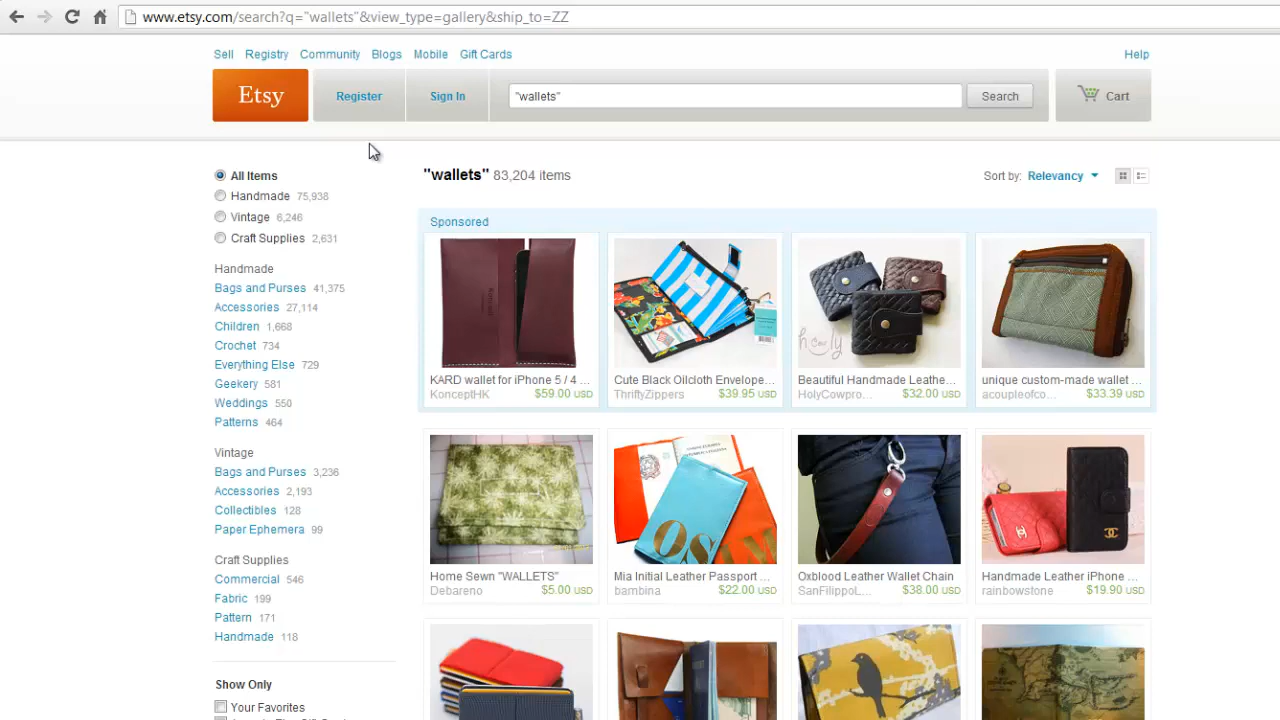 www.etsy.com/search?q="wallets"&view_type=gallery&ship_to=ZZ
Sell Registry Community Blogs Mobile Gift Cards Help
Etsy Register Sign In "wallets" Search Cart
All Items
Handmade 75,938
Vintage 6,246
Craft Supplies 2,631
Handmade
Bags and Purses 41,375
Accessories 27,114
Children 1,668
Crochet 734
Everything Else 729
Geekery 581
Weddings 550
Patterns 464
Vintage
Bags and Purses 3,236
Accessories 2,193
Collectibles 128
Paper Ephemera 99
Craft Supplies
Commercial 546
Fabric 199
Pattern 171
Handmade 118
Show Only
Your Favorites
"wallets" 83,204 items Sort by: Relevancy
Sponsored
KARD wallet for iPhone 5 / 4 ...
KonceptHK $59.00 USD
Cute Black Oilcloth Envelope...
ThriftyZippers $39.95 USD
Beautiful Handmade Leathe...
HolyCowpro... $32.00 USD
unique custom-made wallet ...
acoupleofco... $33.39 USD
Home Sewn "WALLETS"
Debareno $5.00 USD
Mia Initial Leather Passport ...
bambina $22.00 USD
Oxblood Leather Wallet Chain
SanFilippoL... $38.00 USD
Handmade Leather iPhone ...
rainbowstone $19.90 USD